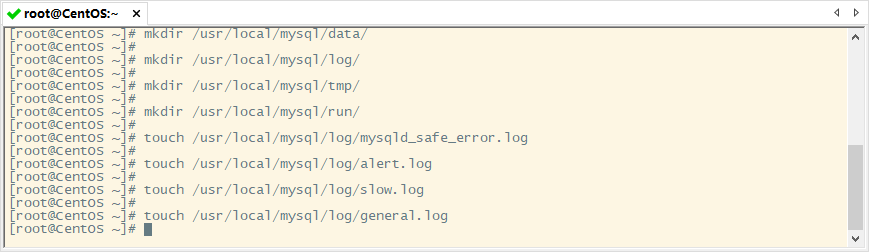 root@CentOS:~
[root@CentOS ~]# mkdir /usr/local/mysql/data/
[root@CentOS ~]#
[root@CentOS ~]# mkdir /usr/local/mysql/log/
[root@CentOS ~]#
[root@CentOS ~]# mkdir /usr/local/mysql/tmp/
[root@CentOS ~]#
[root@CentOS ~]# mkdir /usr/local/mysql/run/
[root@CentOS ~]#
[root@CentOS ~]# touch /usr/local/mysql/log/mysqld_safe_error.log
[root@CentOS ~]#
[root@CentOS ~]# touch /usr/local/mysql/log/alert.log
[root@CentOS ~]#
[root@CentOS ~]# touch /usr/local/mysql/log/slow.log
[root@CentOS ~]#
[root@CentOS ~]# touch /usr/local/mysql/log/general.log
[root@CentOS ~]#